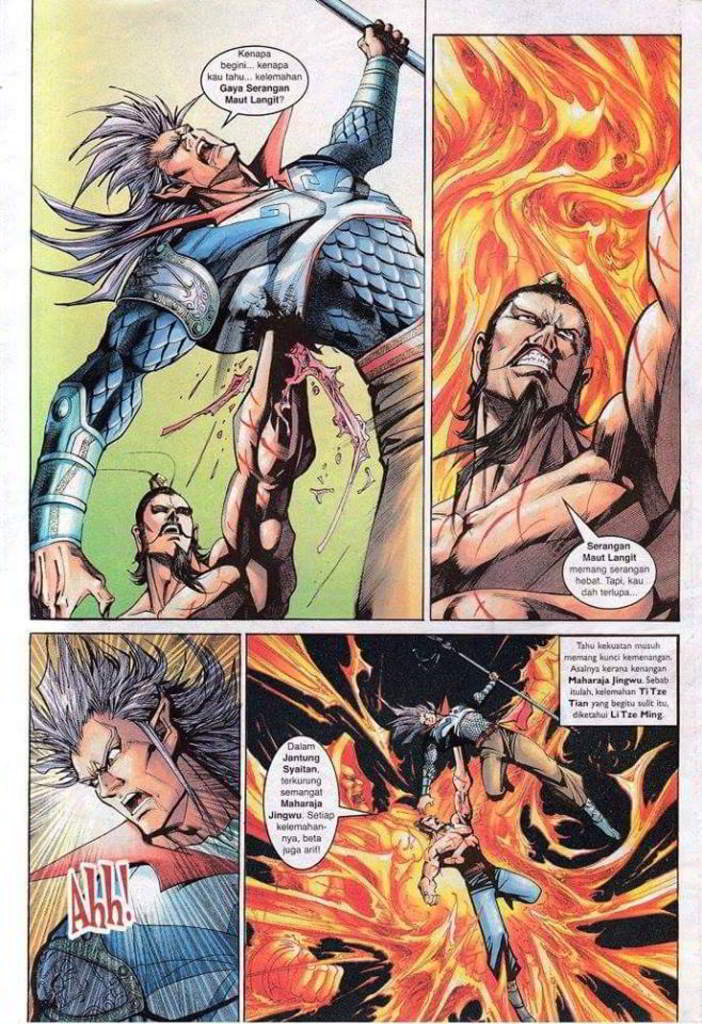 Kenapa
begini... kenapa
kau tahu... kelemahan
Gaya Serangan
Maut Langit?
Serangan
Maut Langit
memang serangan
hebat. Tapi, kau
dah terlupa...
Ahh!
Dalam
Jantung
Syaitan,
terkurung
semangat
Maharaja
Jingwu. Setiap
kelemahan-
nya, beta
juga arif!
Tahu kekuatan musuh
memang kunci kemenangan.
Asalnya kerana kenangan
Maharaja Jingwu. Sebab
itulah, kelemahan Ti Tze
Tian yang begitu sulit itu,
diketahui Li Tze Ming.